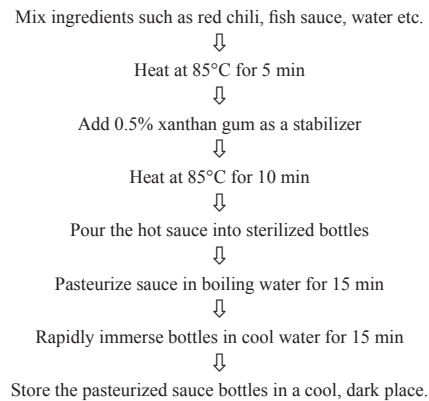 Mix ingredients such as red chili, fish sauce, water etc.
⇩
Heat at 85°C for 5 min
⇩
Add 0.5% xanthan gum as a stabilizer
⇩
Heat at 85°C for 10 min
⇩
Pour the hot sauce into sterilized bottles
⇩
Pasteurize sauce in boiling water for 15 min
⇩
Rapidly immerse bottles in cool water for 15 min
⇩
Store the pasteurized sauce bottles in a cool, dark place.